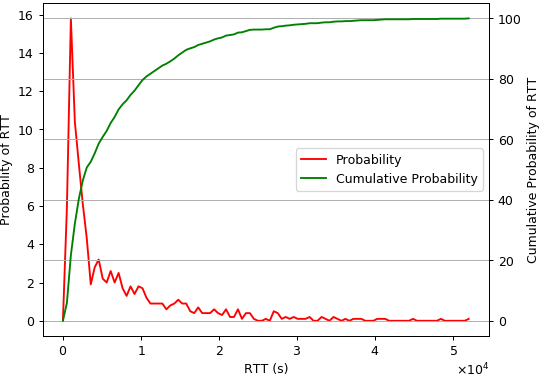 16
14
12
10
8
6
4
2
0
Probability of RTT
100
80
60
40
20
0
Cumulative Probability of RTT
Probability
Cumulative Probability
0 1 2 3 4 5
RTT (s)
×10⁴